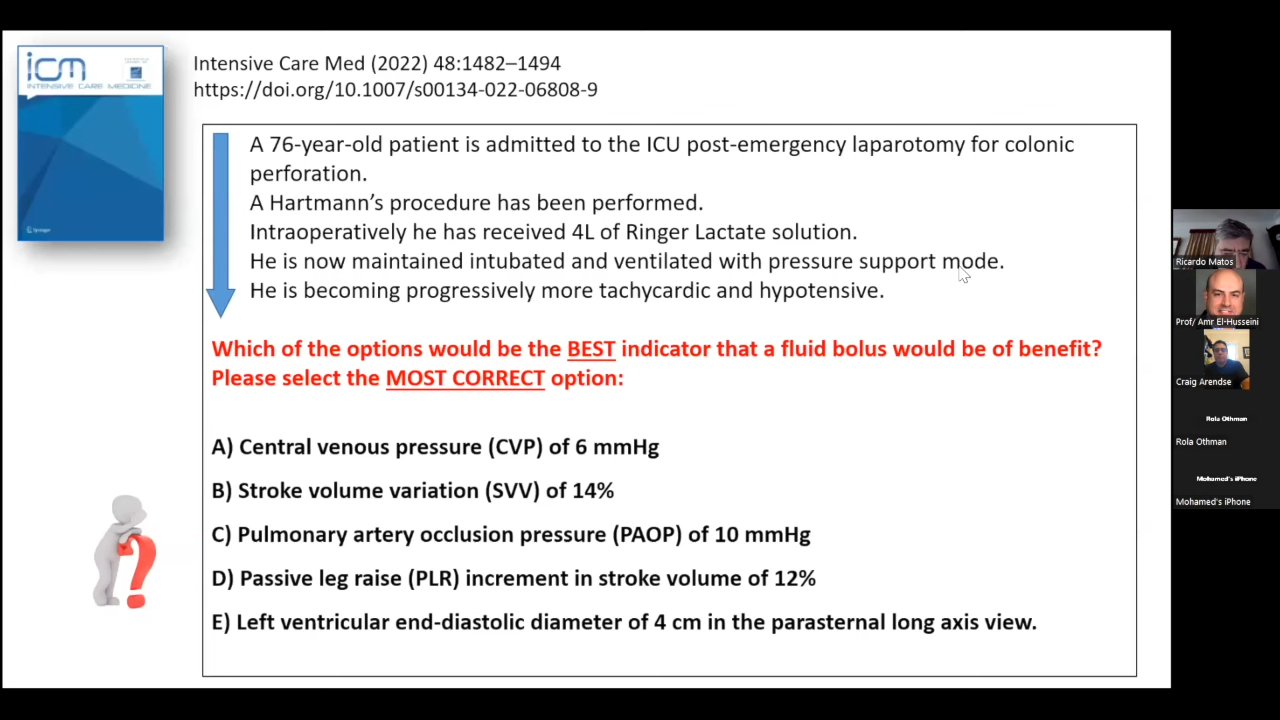 icm
INTENSIVE CARE MEDICINE
Springer
Intensive Care Med (2022) 48:1482–1494
https://doi.org/10.1007/s00134-022-06808-9
A 76-year-old patient is admitted to the ICU post-emergency laparotomy for colonic
perforation.
A Hartmann’s procedure has been performed.
Intraoperatively he has received 4L of Ringer Lactate solution.
He is now maintained intubated and ventilated with pressure support mode.
He is becoming progressively more tachycardic and hypotensive.
Which of the options would be the BEST indicator that a fluid bolus would be of benefit?
Please select the MOST CORRECT option:
A) Central venous pressure (CVP) of 6 mmHg
B) Stroke volume variation (SVV) of 14%
C) Pulmonary artery occlusion pressure (PAOP) of 10 mmHg
D) Passive leg raise (PLR) increment in stroke volume of 12%
E) Left ventricular end-diastolic diameter of 4 cm in the parasternal long axis view.
Ricardo Matos
Prof/ Amr El-Husseini
Craig Arendse
Rola Othman
Rola Othman
Mohamed's iPhone
Mohamed's iPhone